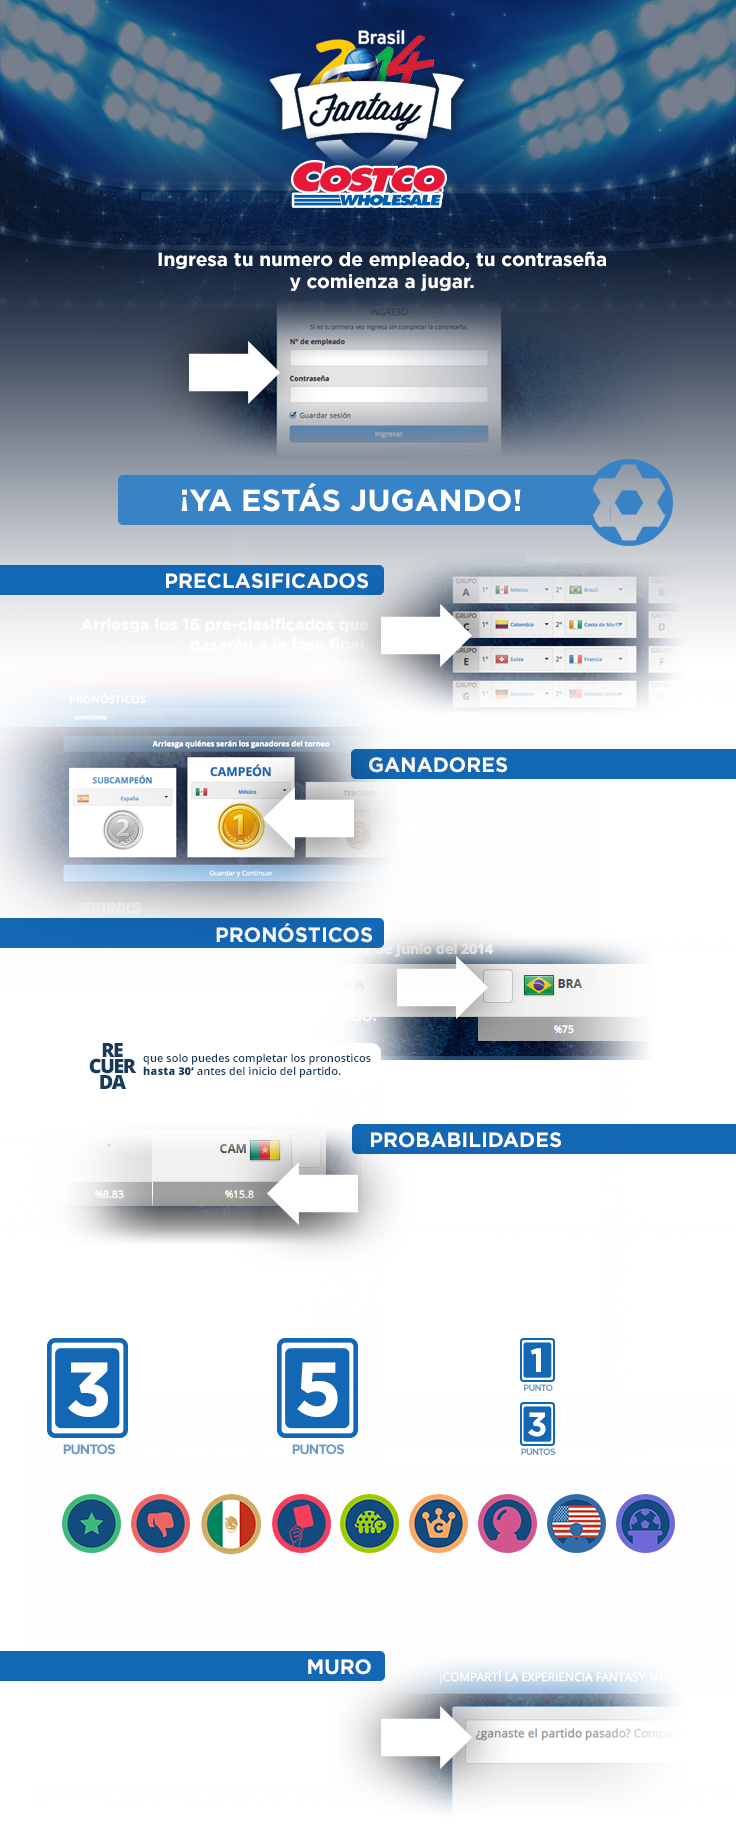 Brasil
2014
Fantasy
COSTCO
WHOLESALE
Ingresa tu numero de empleado, tu contraseña
y comienza a jugar.
INGRESO
Si es tu primera vez ingresa sin completar la contraseña.
N° de empleado
Contraseña
Guardar sesión
Ingresar
¡YA ESTÁS JUGANDO!
PRECLASIFICADOS
Arriesga los 16 pre-clasificados que
pasarán a la fase final.
GRUPO A 1° México 2° Brasil B
GRUPO C 1° Colombia 2° Costa de Marfil D
GRUPO E 1° Suiza 2° Francia F
GRUPO G 1° Alemania 2° Estados Unidos H
PRONÓSTICOS
GANADORES
Arriesga quiénes serán los ganadores del torneo
GANADORES
SUBCAMPEÓN
España
2
CAMPEÓN
México
1
TERCERO
Guardar y Continuar
BRINKS
PRONÓSTICOS
de Junio del 2014
BRA
%75
RE
CUER
DA
que solo puedes completar los pronosticos
hasta 30' antes del inicio del partido.
PROBABILIDADES
CAM
%8.83
%15.8
3
PUNTOS
5
PUNTOS
1
PUNTO
3
PUNTOS
MURO
¡COMPARTÍ LA EXPERIENCIA FANTASY
¿ganaste el partido pasado?